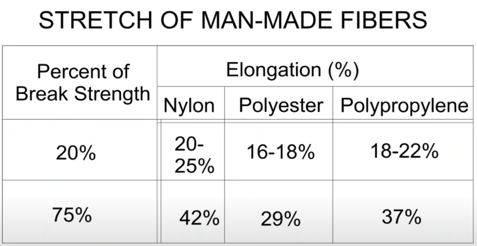 STRETCH OF MAN-MADE FIBERS
Percent of
Break Strength
Elongation (%)
Nylon
Polyester
Polypropylene
20%
20-
25%
16-18%
18-22%
75%
42%
29%
37%